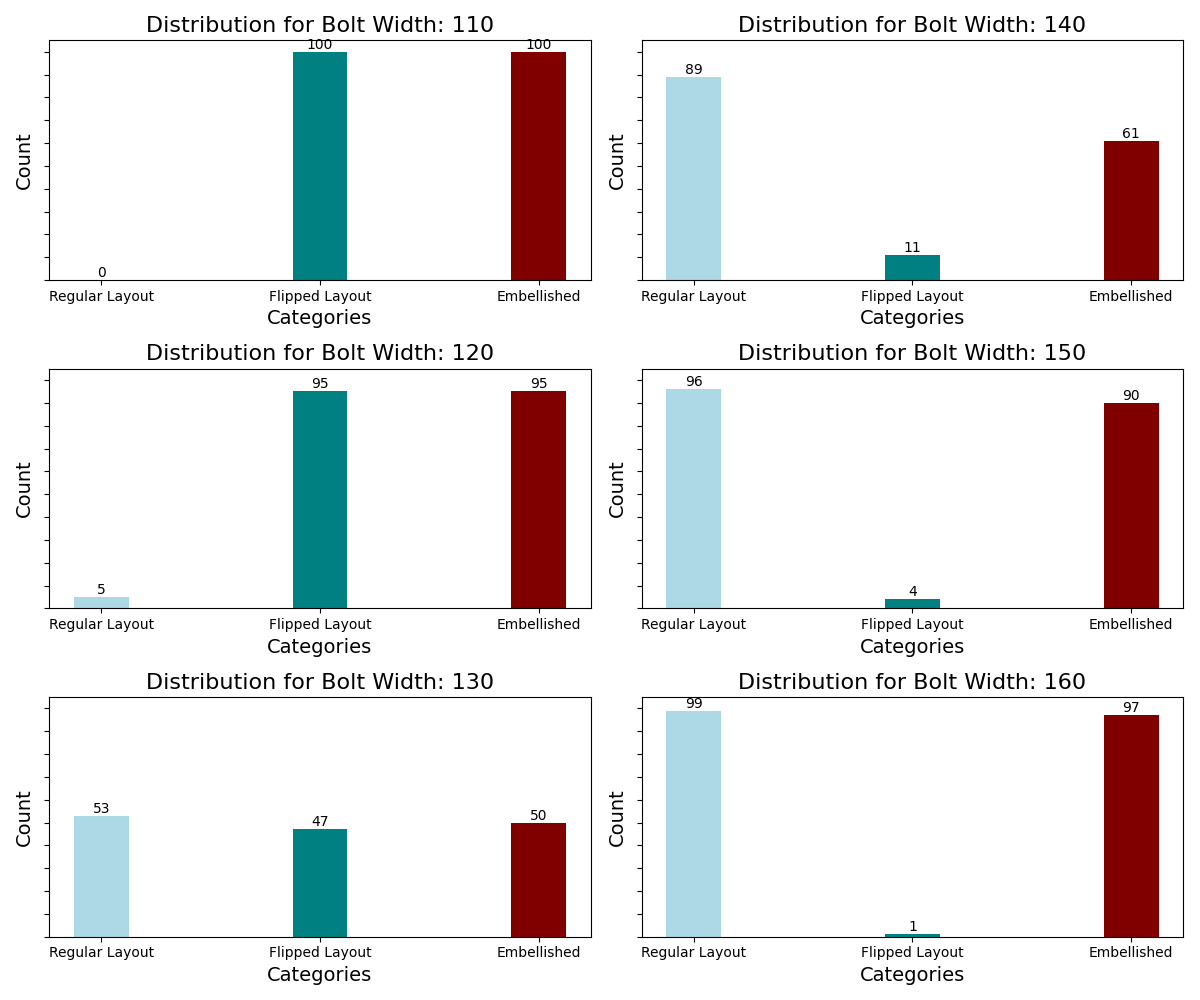 Distribution for Bolt Width: 110
100
100
0
Count
Regular Layout
Flipped Layout
Embellished
Categories
Distribution for Bolt Width: 140
89
11
61
Count
Regular Layout
Flipped Layout
Embellished
Categories
Distribution for Bolt Width: 120
5
95
95
Count
Regular Layout
Flipped Layout
Embellished
Categories
Distribution for Bolt Width: 150
96
4
90
Count
Regular Layout
Flipped Layout
Embellished
Categories
Distribution for Bolt Width: 130
53
47
50
Count
Regular Layout
Flipped Layout
Embellished
Categories
Distribution for Bolt Width: 160
99
1
97
Count
Regular Layout
Flipped Layout
Embellished
Categories